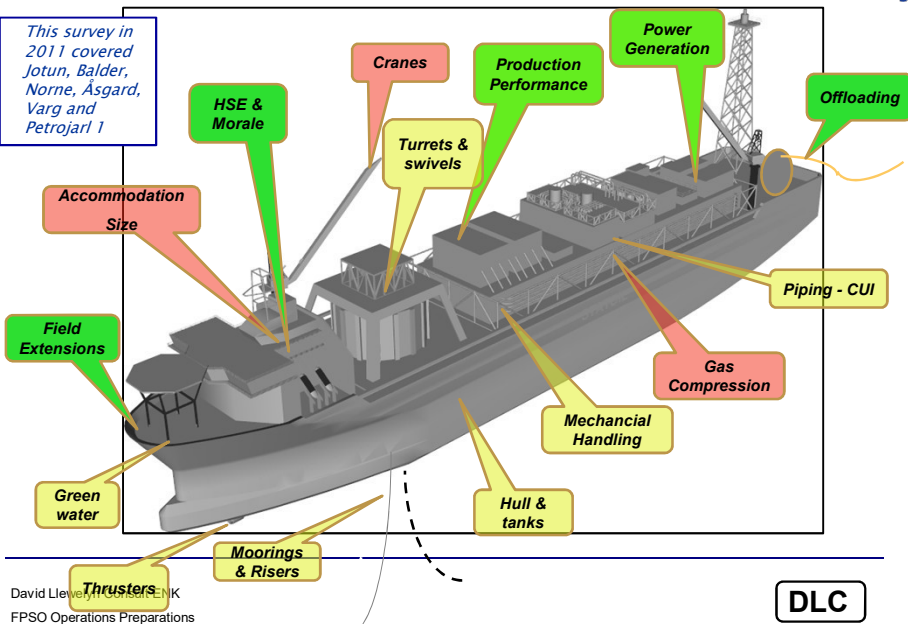 This survey in
2011 covered
Jotun, Balder,
Norne, Åsgard,
Varg and
Petrojarl 1
Cranes
HSE &
Morale
Production
Performance
Power
Generation
Offloading
Turrets &
swivels
Accommodation
Size
Piping - CUI
Field
Extensions
Gas
Compression
Mechancial
Handling
Green
water
Hull &
tanks
Moorings
& Risers
Thrusters
David Llewelyn Consult ENK
FPSO Operations Preparations
DLC